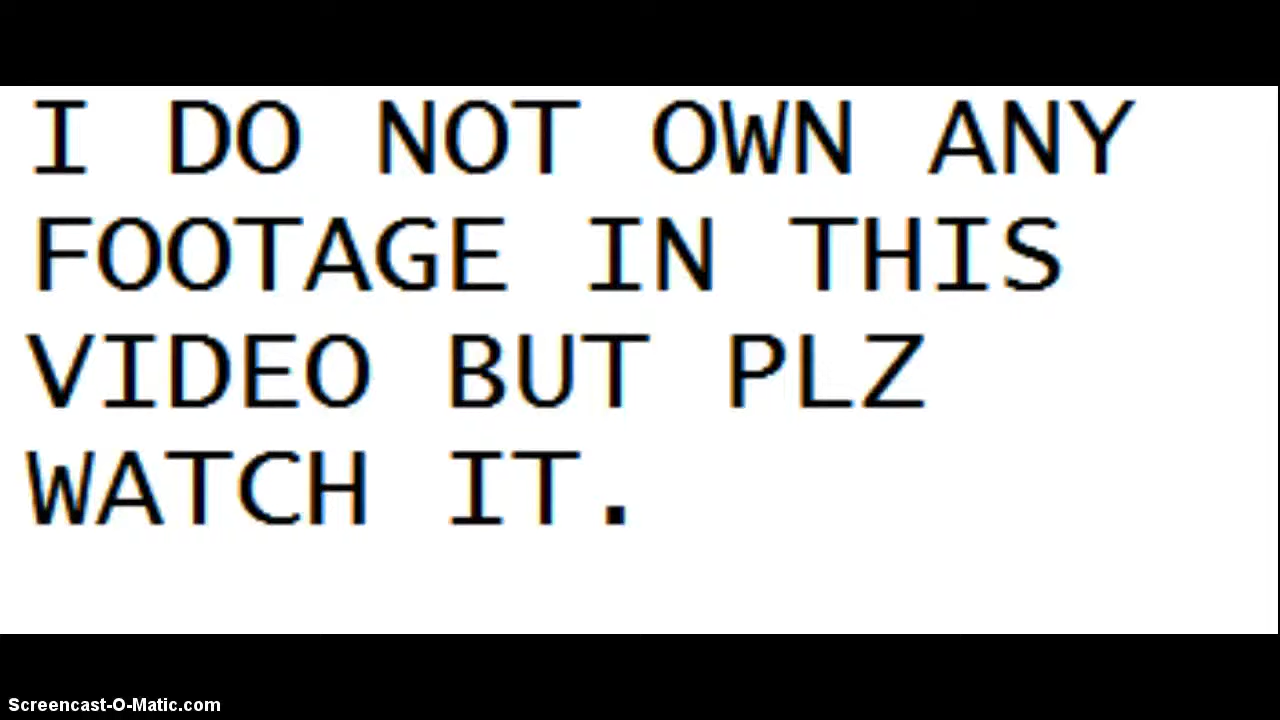 I DO NOT OWN ANY
FOOTAGE IN THIS
VIDEO BUT PLZ
WATCH IT.
Screencast-O-Matic.com